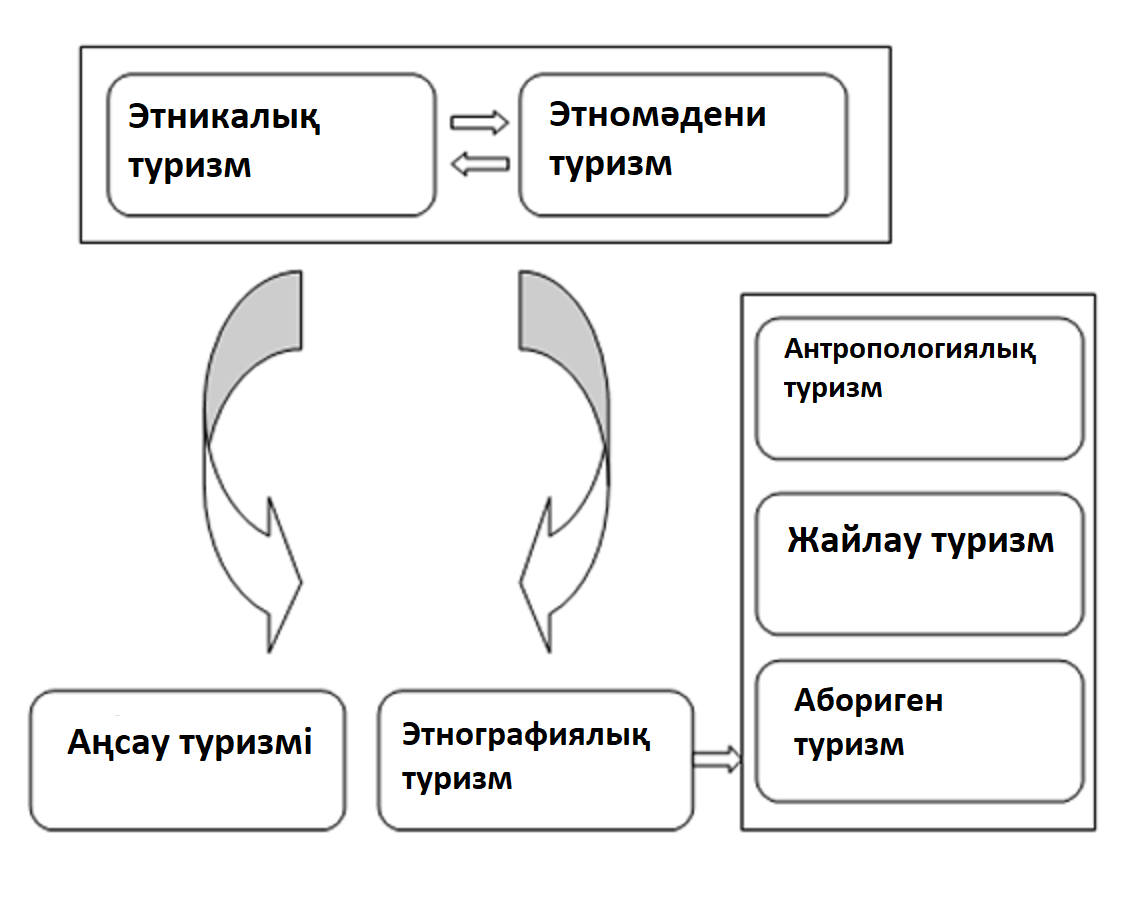 Этникалық
туризм
Этномәдени
туризм
Антропологиялық
туризм
Жайлау туризм
Абориген
туризм
Аңсау туризмі
Этнографиялық
туризм